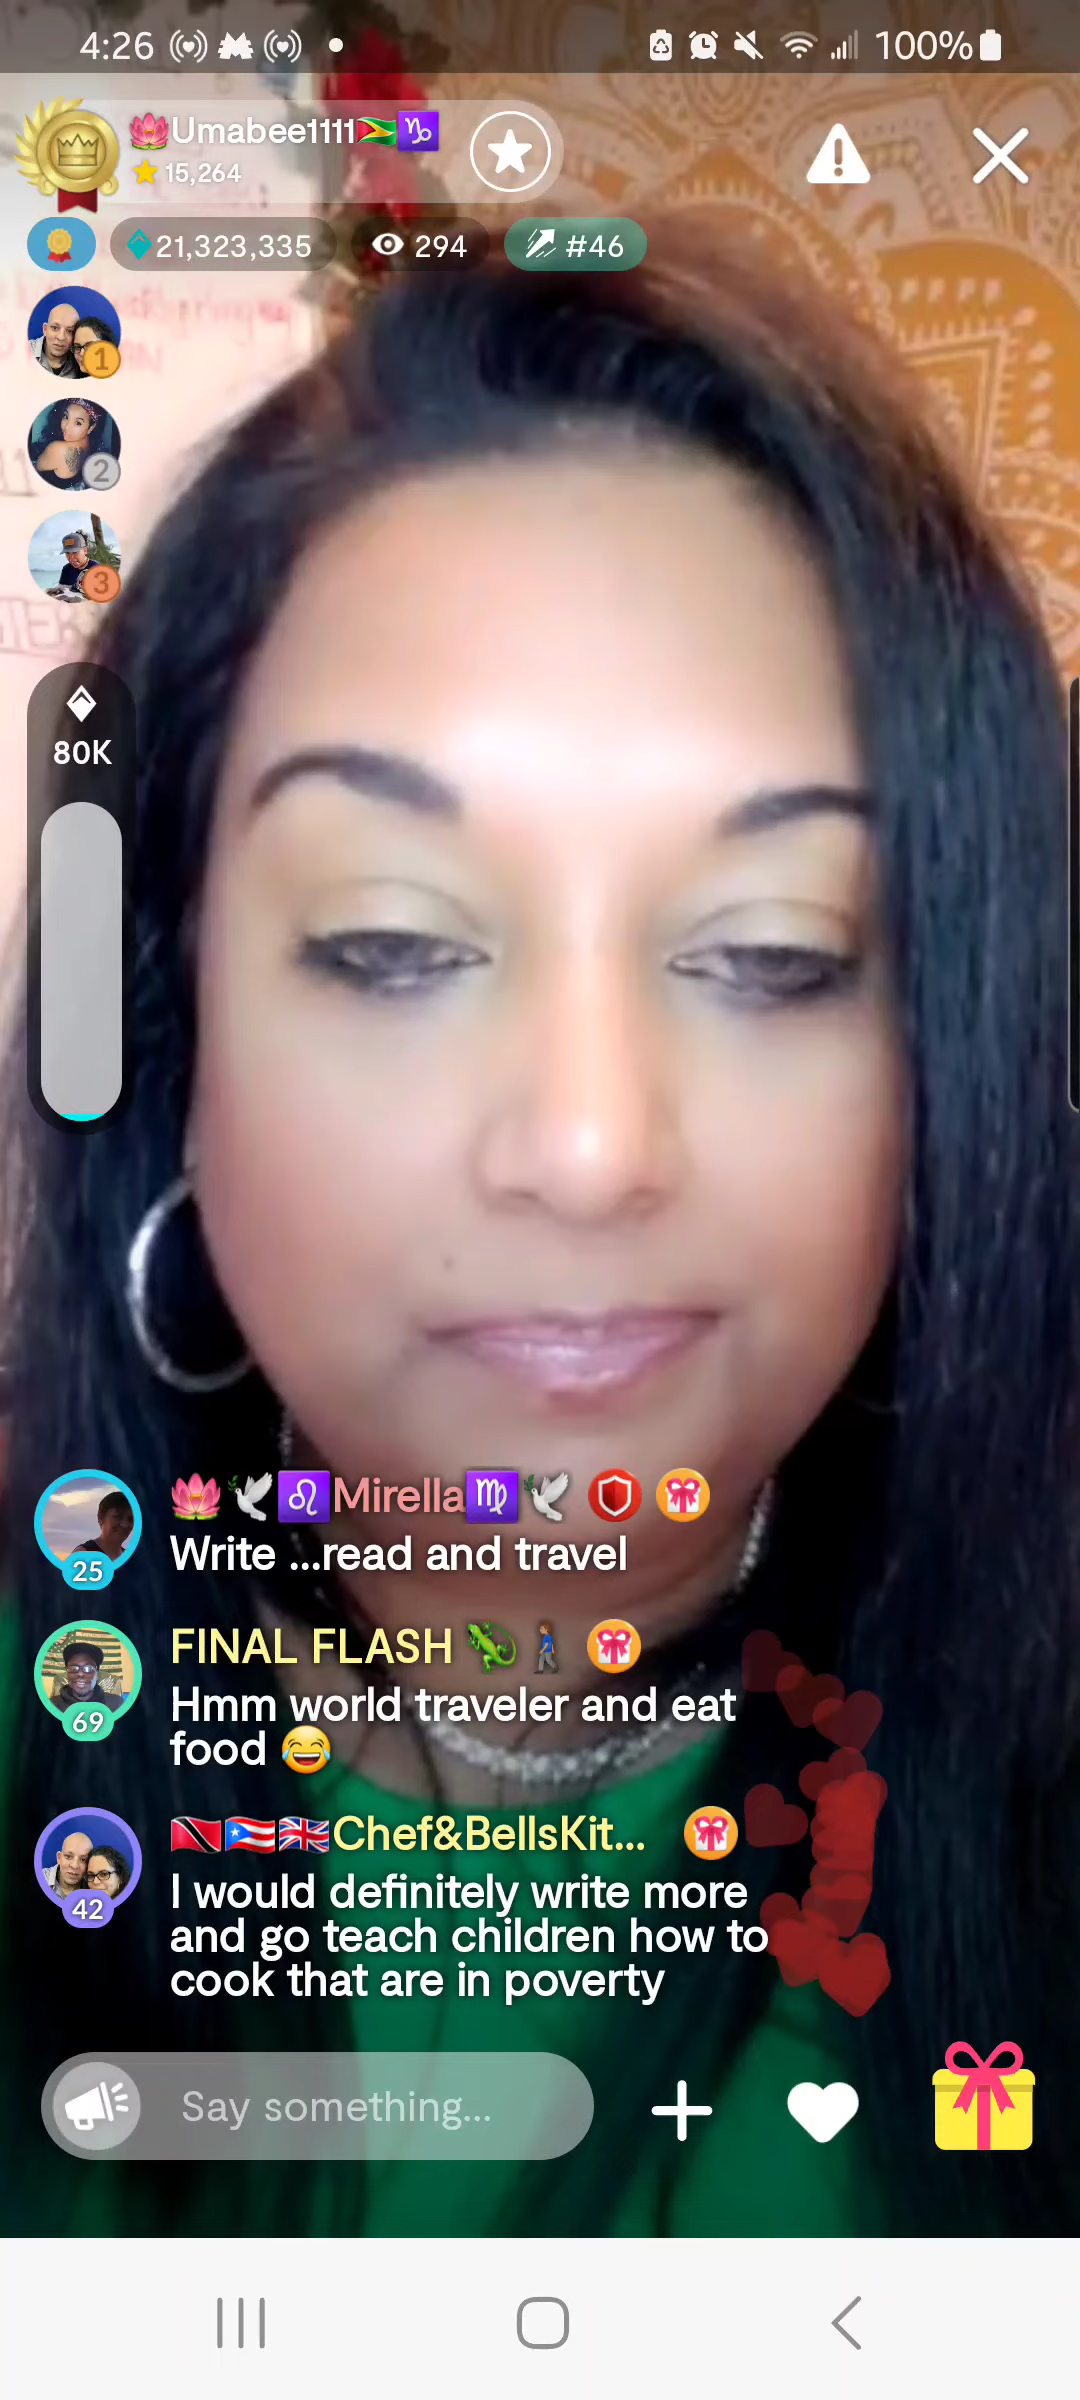 4:26 100%
🪷Umabee1111🇬🇾♑
⭐ 15,264
21,323,335 294 #46
1
2
3
80K
🪷🕊️♌Mirella♍🕊️
Write ...read and travel
25
FINAL FLASH 🦎🚶
Hmm world traveler and eat
food 😂
69
🇹🇹🇵🇷🇬🇧Chef&BellsKit...
I would definitely write more
and go teach children how to
cook that are in poverty
42
Say something...